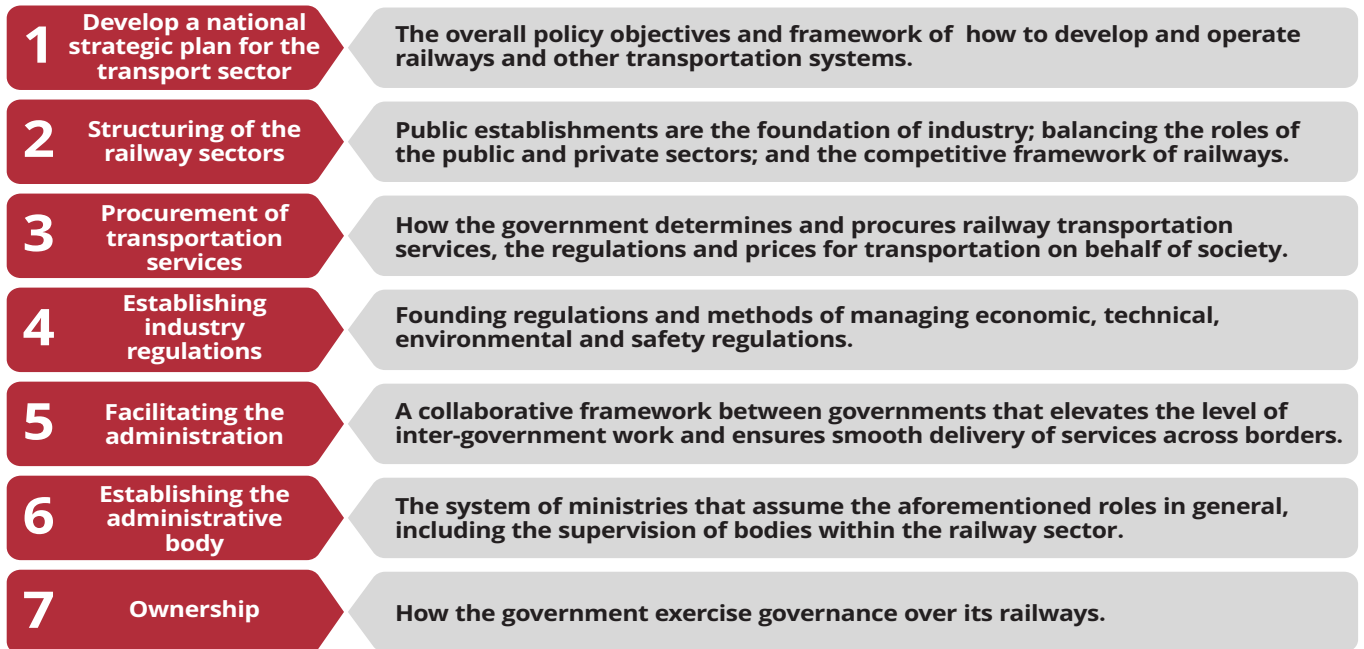 1
Develop a national
strategic plan for the
transport sector
The overall policy objectives and framework of how to develop and operate
railways and other transportation systems.
2
Structuring of the
railway sectors
Public establishments are the foundation of industry; balancing the roles of
the public and private sectors; and the competitive framework of railways.
3
Procurement of
transportation
services
How the government determines and procures railway transportation
services, the regulations and prices for transportation on behalf of society.
4
Establishing
industry
regulations
Founding regulations and methods of managing economic, technical,
environmental and safety regulations.
5
Facilitating the
administration
A collaborative framework between governments that elevates the level of
inter-government work and ensures smooth delivery of services across borders.
6
Establishing the
administrative
body
The system of ministries that assume the aforementioned roles in general,
including the supervision of bodies within the railway sector.
7
Ownership
How the government exercise governance over its railways.